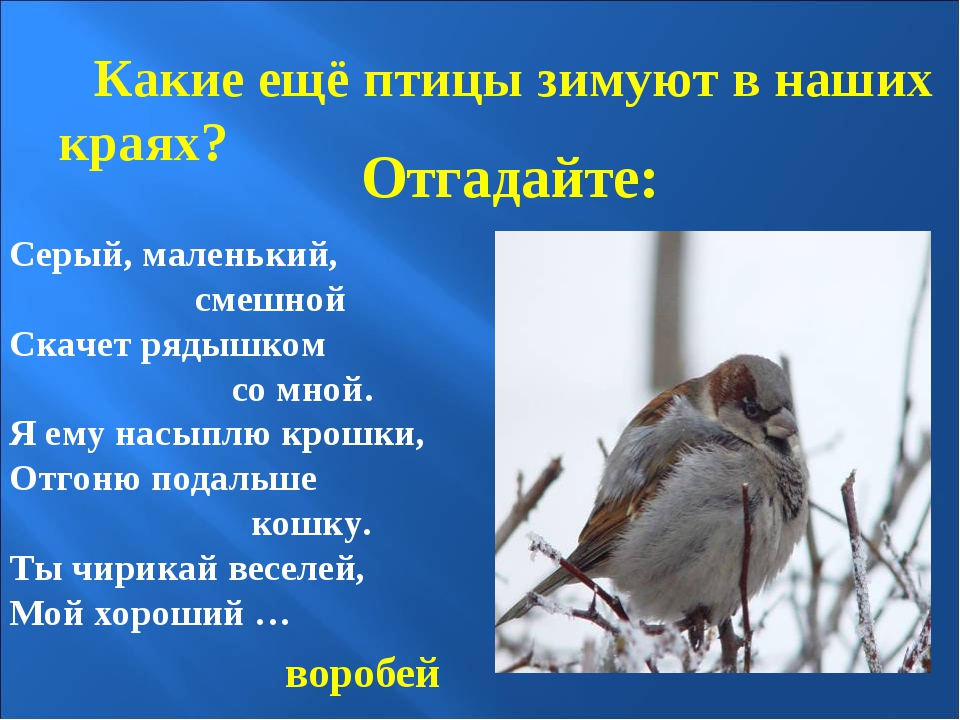 Какие ещё птицы зимуют в наших
краях?
Отгадайте:
Серый, маленький,
смешной
Скачет рядышком
со мной.
Я ему насыплю крошки,
Отгоню подальше
кошку.
Ты чирикай веселей,
Мой хороший …
воробей